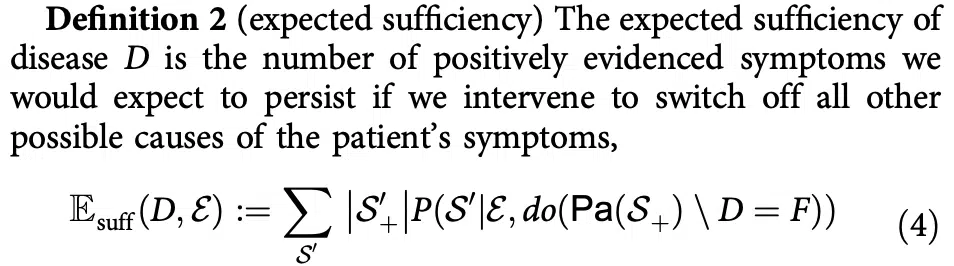 Definition 2 (expected sufficiency) The expected sufficiency of
disease D is the number of positively evidenced symptoms we
would expect to persist if we intervene to switch off all other
possible causes of the patient’s symptoms,
𝔼suff(D, ℰ) := ∑𝒮′ |𝒮′₊|P(𝒮′|ℰ, do(Pa(𝒮₊) \ D = F)) (4)